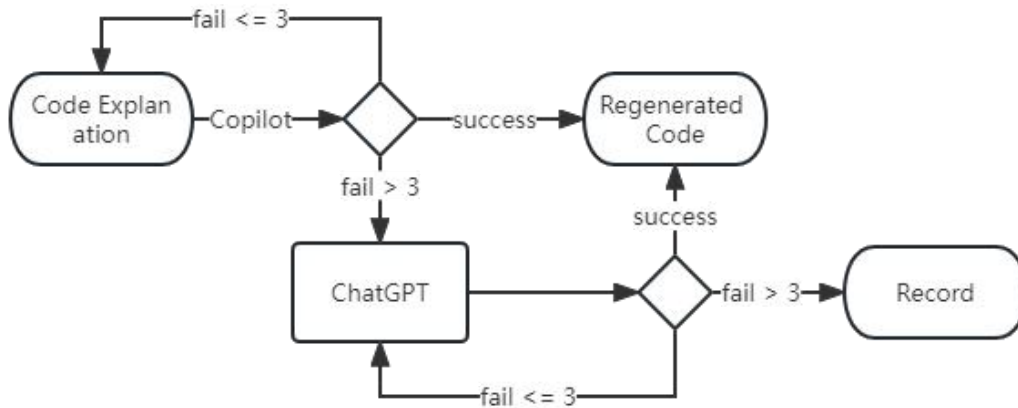 fail <= 3
Code Explan
ation
Copilot
success
Regenerated
Code
fail > 3
success
ChatGPT
fail > 3
Record
fail <= 3